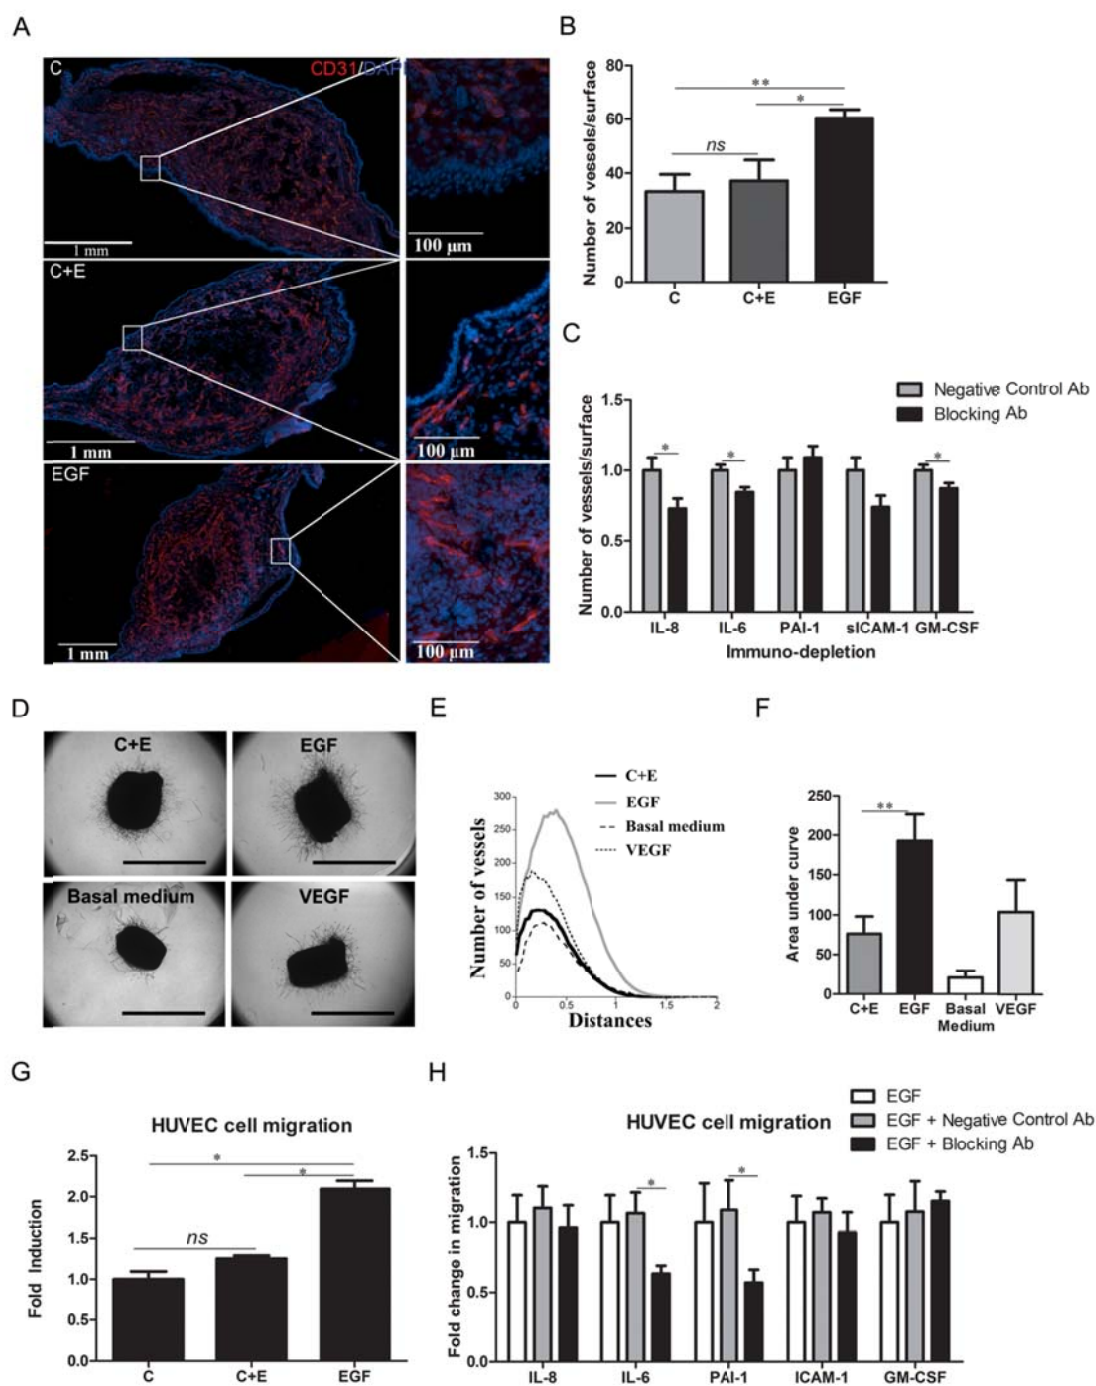 A
C
CD31/DAPI
1 mm
100 µm
C+E
1 mm
100 µm
EGF
1 mm
100 µm
B
Number of vessels/surface
80
60
40
20
0
**
*
ns
C C+E EGF
C
Negative Control Ab
Blocking Ab
Number of vessels/surface
1.5
1.0
0.5
0.0
* * *
IL-8 IL-6 PAI-1 sICAM-1 GM-CSF
Immuno-depletion
D
C+E EGF
Basal medium VEGF
E
C+E
EGF
Basal medium
VEGF
Number of vessels
300
250
200
150
100
50
0
0 0.5 1 1.5 2
Distances
F
Area under curve
250
200
150
100
50
0
**
C+E EGF Basal Medium VEGF
G
HUVEC cell migration
Fold Induction
2.5
2.0
1.5
1.0
0.5
0.0
*
*
ns
C C+E EGF
H
EGF
EGF + Negative Control Ab
EGF + Blocking Ab
HUVEC cell migration
Fold change in migration
1.5
1.0
0.5
0.0
* *
IL-8 IL-6 PAI-1 ICAM-1 GM-CSF